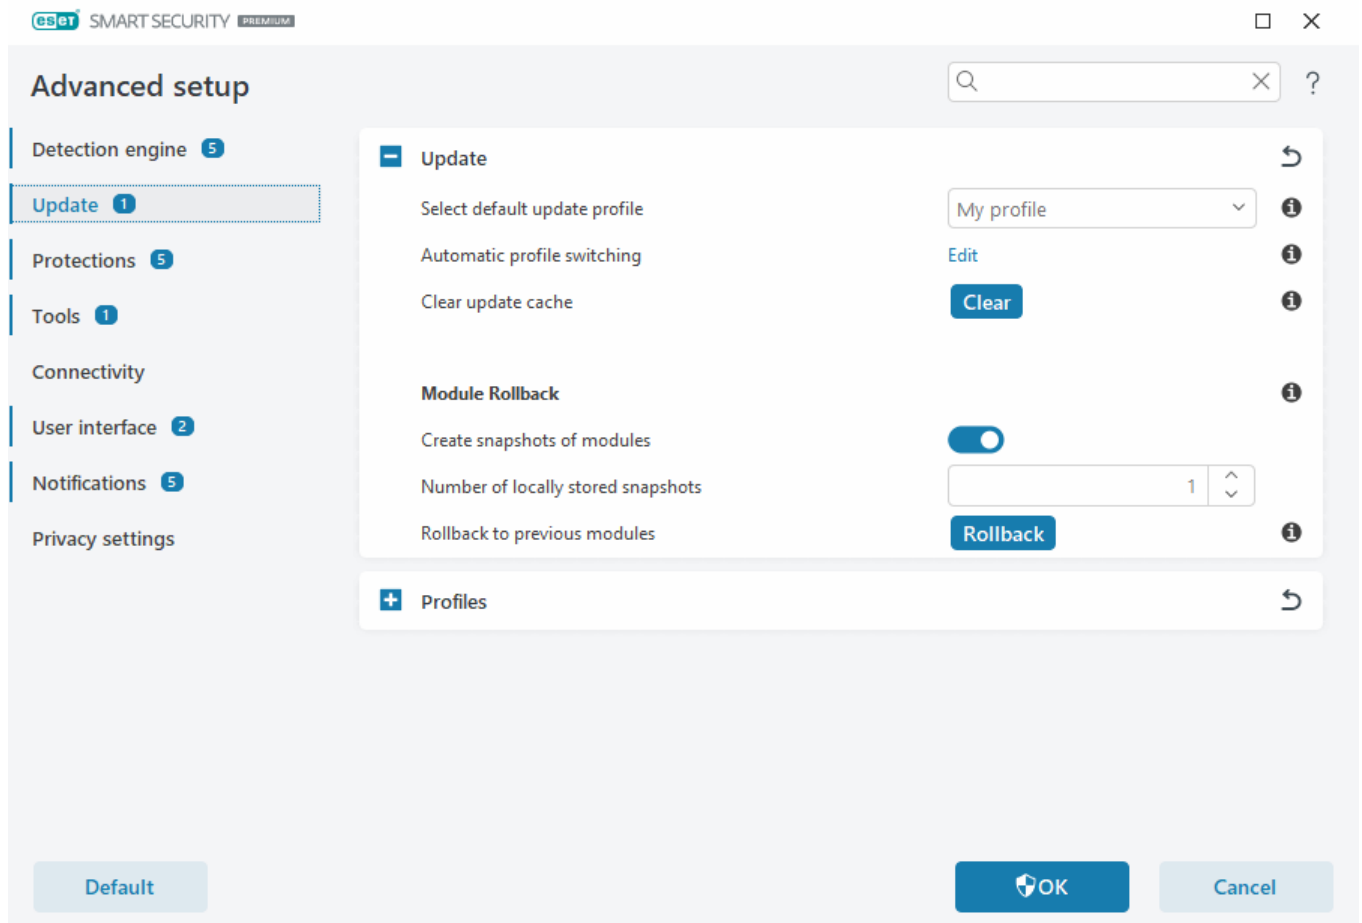 eset SMART SECURITY PREMIUM
Advanced setup
?
Detection engine 5
Update 1
Protections 5
Tools 1
Connectivity
User interface 2
Notifications 5
Privacy settings
Update
Select default update profile My profile
Automatic profile switching Edit
Clear update cache Clear
Module Rollback
Create snapshots of modules
Number of locally stored snapshots 1
Rollback to previous modules Rollback
Profiles
Default OK Cancel